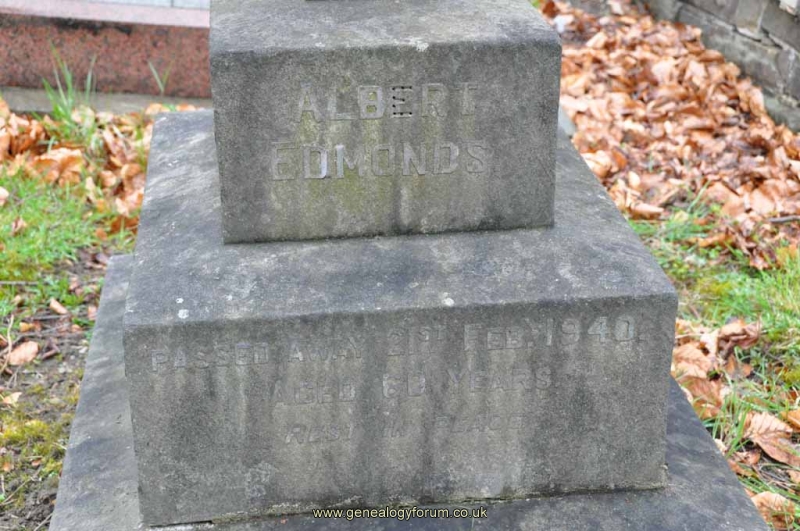 ALBERT
EDMONDS
PASSED AWAY 21ST FEB. 1940.
AGED YEARS
REST IN PEACE
www.genealogyforum.co.uk